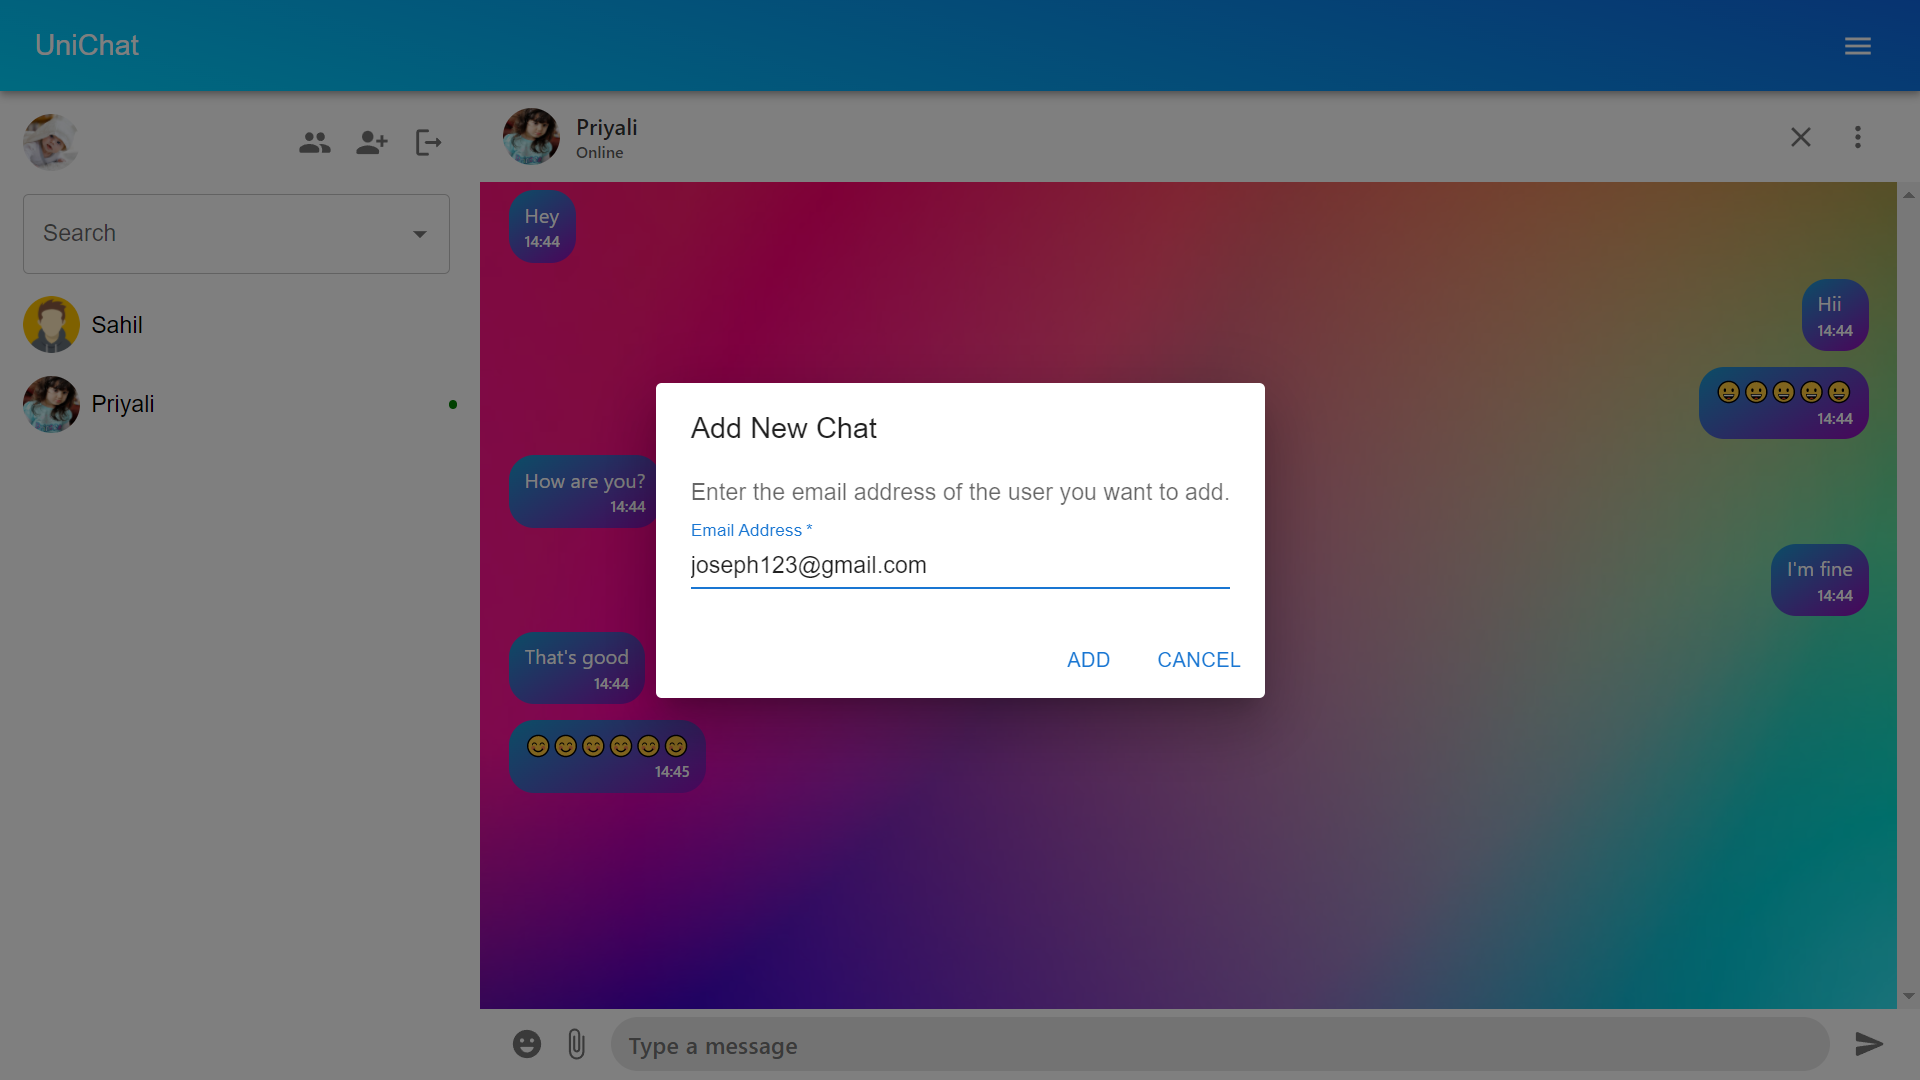 UniChat
Priyali
Online
Search
Sahil
Priyali
Hey
14:44
Hii
14:44
😀😀😀😀😀
14:44
How are you?
14:44
I'm fine
14:44
That's good
14:44
😊😊😊😊😊😊
14:45
Add New Chat
Enter the email address of the user you want to add.
Email Address *
joseph123@gmail.com
ADD CANCEL
Type a message